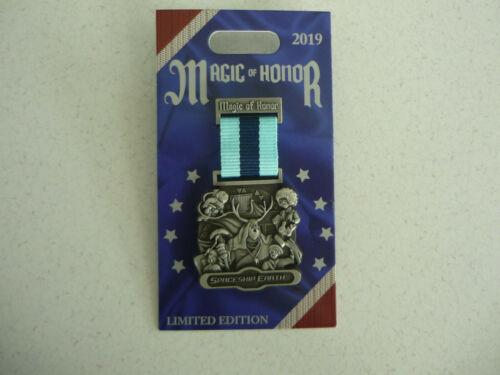 2019
MAGIC OF HONOR
Magic of Honor
SPACESHIP EARTH
LIMITED EDITION